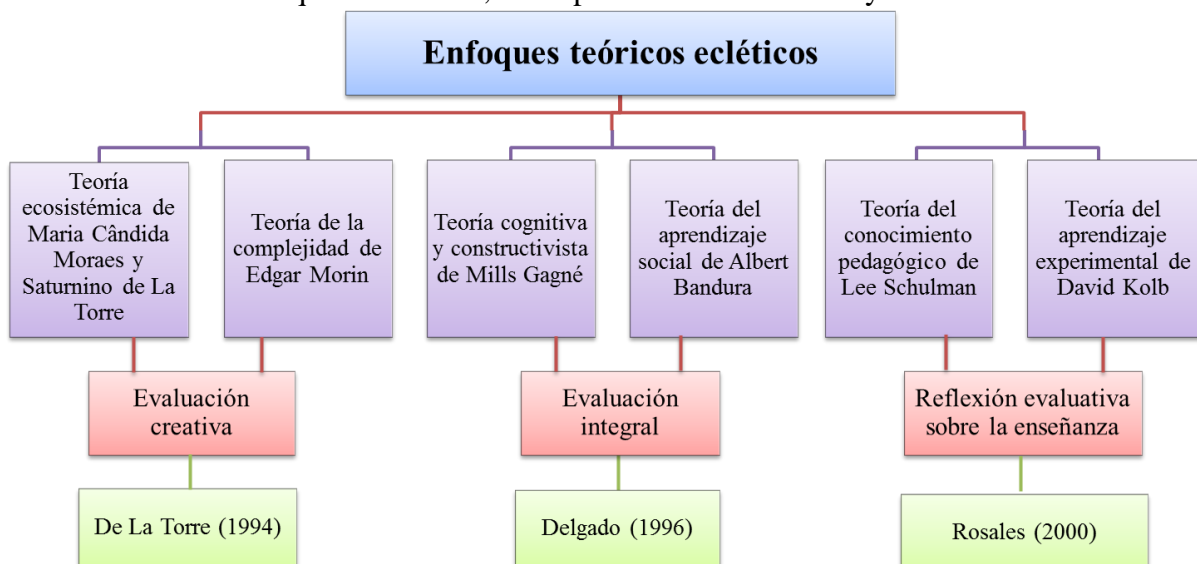 Enfoques teóricos ecléticos
Teoría
ecosistémica de
Maria Cândida
Moraes y
Saturnino de La
Torre
Teoría de la
complejidad de
Edgar Morin
Teoría cognitiva
y constructivista
de Mills Gagné
Teoría del
aprendizaje
social de Albert
Bandura
Teoría del
conocimiento
pedagógico de
Lee Schulman
Teoría del
aprendizaje
experimental de
David Kolb
Evaluación
creativa
Evaluación
integral
Reflexión evaluativa
sobre la enseñanza
De La Torre (1994)
Delgado (1996)
Rosales (2000)